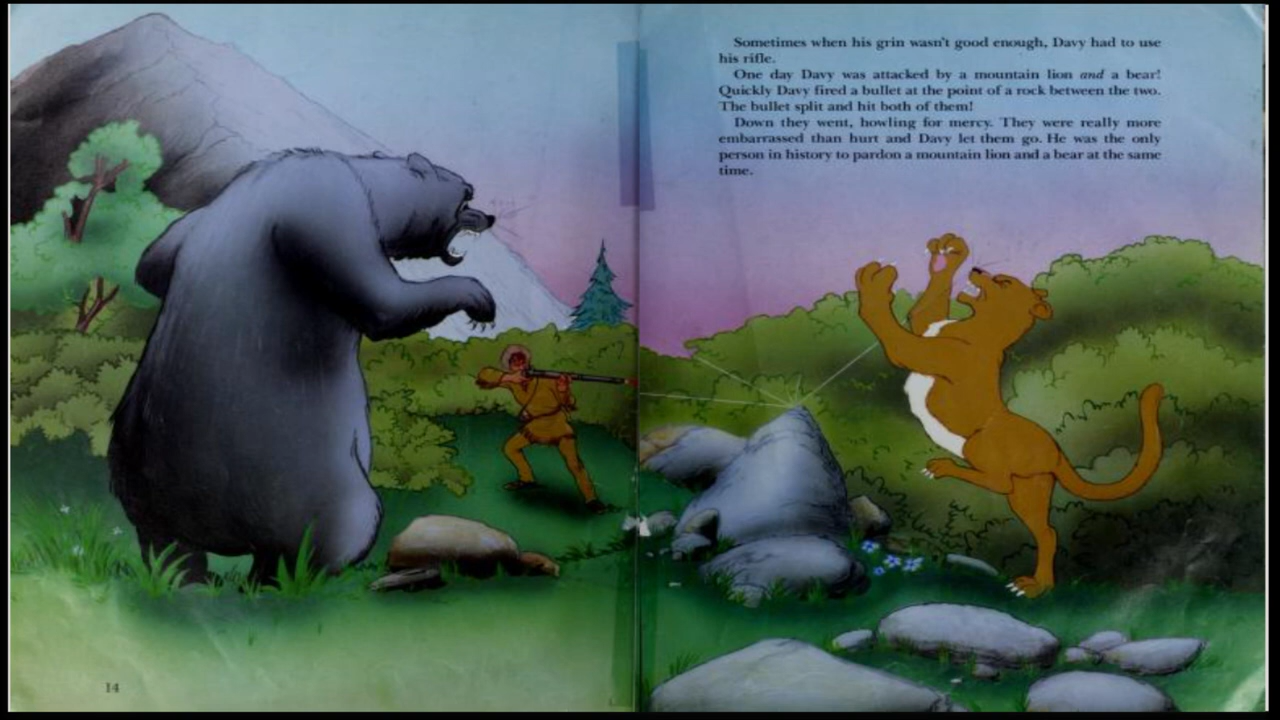 Sometimes when his grin wasn't good enough, Davy had to use
his rifle.
One day Davy was attacked by a mountain lion and a bear!
Quickly Davy fired a bullet at the point of a rock between the two.
The bullet split and hit both of them!
Down they went, howling for mercy. They were really more
embarrassed than hurt and Davy let them go. He was the only
person in history to pardon a mountain lion and a bear at the same
time.
14